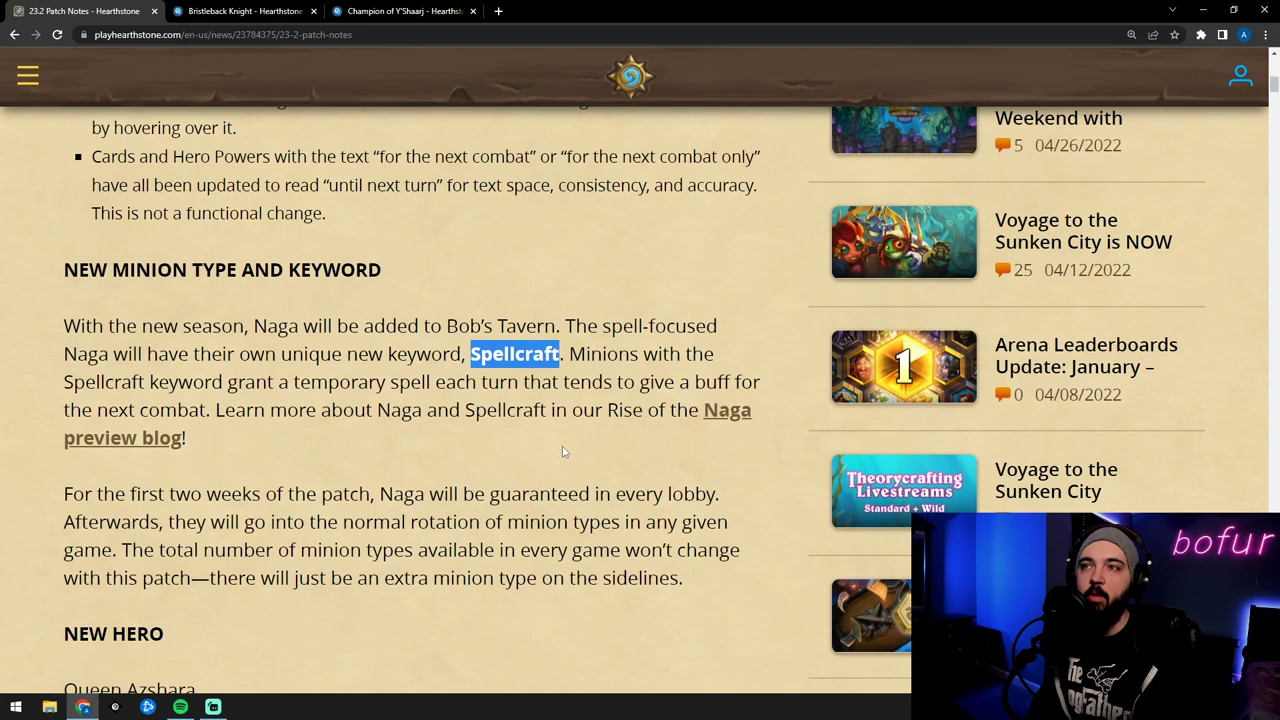 23.2 Patch Notes - Hearthstone
Bristleback Knight - Hearthstone
Champion of Y'Shaarj - Hearthst
playhearthstone.com/en-us/news/23784375/23-2-patch-notes
A
by hovering over it.
Cards and Hero Powers with the text “for the next combat” or “for the next combat only”
have all been updated to read “until next turn” for text space, consistency, and accuracy.
This is not a functional change.
NEW MINION TYPE AND KEYWORD
With the new season, Naga will be added to Bob’s Tavern. The spell-focused
Naga will have their own unique new keyword, Spellcraft. Minions with the
Spellcraft keyword grant a temporary spell each turn that tends to give a buff for
the next combat. Learn more about Naga and Spellcraft in our Rise of the Naga
preview blog!
For the first two weeks of the patch, Naga will be guaranteed in every lobby.
Afterwards, they will go into the normal rotation of minion types in any given
game. The total number of minion types available in every game won’t change
with this patch—there will just be an extra minion type on the sidelines.
NEW HERO
Queen Azshara
Weekend with
5 04/26/2022
Voyage to the
Sunken City is NOW
25 04/12/2022
1
Arena Leaderboards
Update: January –
0 04/08/2022
Theorycrafting
Livestreams
Standard + Wild
Voyage to the
Sunken City
bofur
The